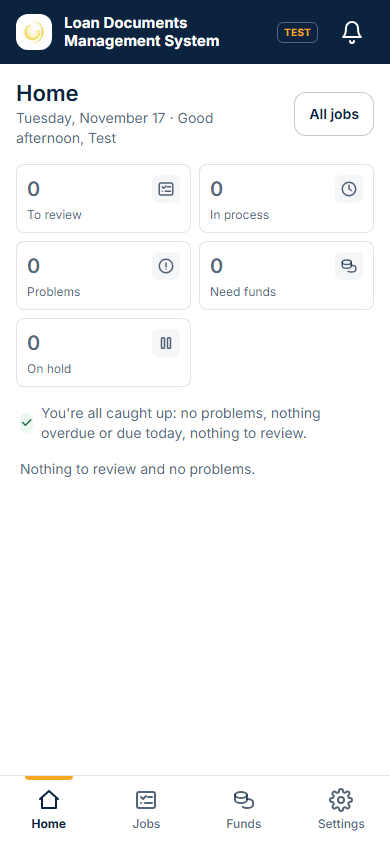 Loan Documents
Management System
TEST
Home
Tuesday, November 17 · Good
afternoon, Test
All jobs
0
To review
0
In process
0
Problems
0
Need funds
0
On hold
You're all caught up: no problems, nothing
overdue or due today, nothing to review.
Nothing to review and no problems.
Home
Jobs
Funds
Settings